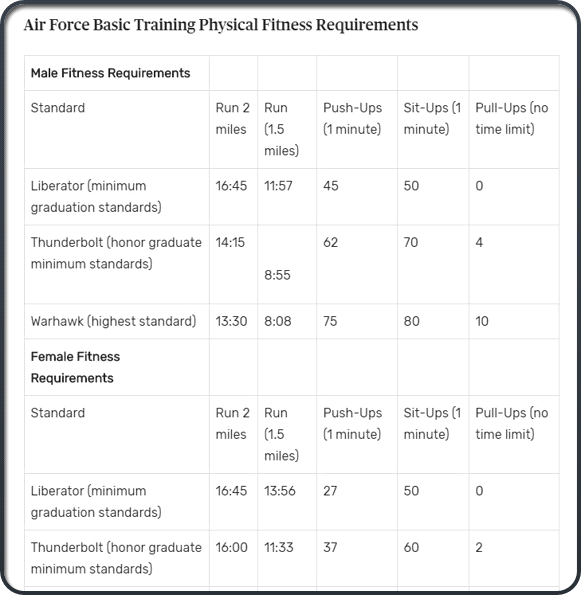 Air Force Basic Training Physical Fitness Requirements
Male Fitness Requirements
Standard Run 2 miles Run (1.5 miles) Push-Ups (1 minute) Sit-Ups (1 minute) Pull-Ups (no time limit)
Liberator (minimum graduation standards) 16:45 11:57 45 50 0
Thunderbolt (honor graduate minimum standards) 14:15 8:55 62 70 4
Warhawk (highest standard) 13:30 8:08 75 80 10
Female Fitness Requirements
Standard Run 2 miles Run (1.5 miles) Push-Ups (1 minute) Sit-Ups (1 minute) Pull-Ups (no time limit)
Liberator (minimum graduation standards) 16:45 13:56 27 50 0
Thunderbolt (honor graduate minimum standards) 16:00 11:33 37 60 2